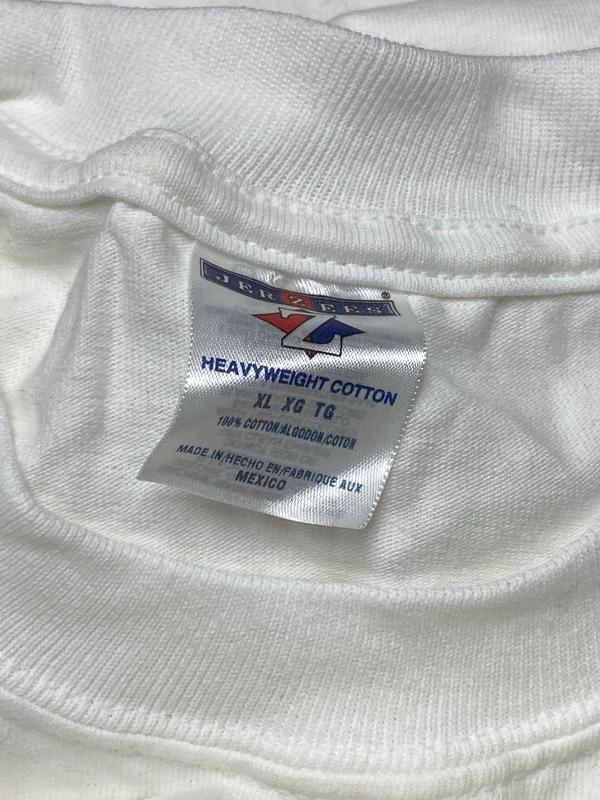 JERZEES®
Z
HEAVYWEIGHT COTTON
XL XG TG
100% COTTON/ALGODON/COTON
MADE IN/HECHO EN/FABRIQUE AUX
MEXICO